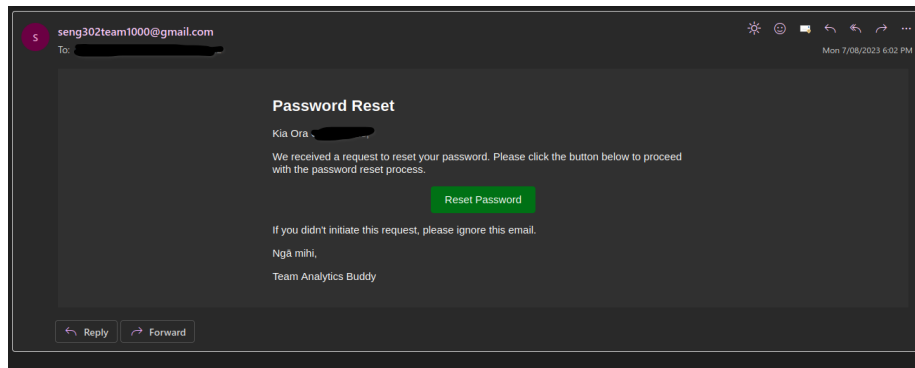 S
seng302team1000@gmail.com
To:
Mon 7/08/2023 6:02 PM
Password Reset
Kia Ora
We received a request to reset your password. Please click the button below to proceed
with the password reset process.
Reset Password
If you didn't initiate this request, please ignore this email.
Ngā mihi,
Team Analytics Buddy
Reply
Forward